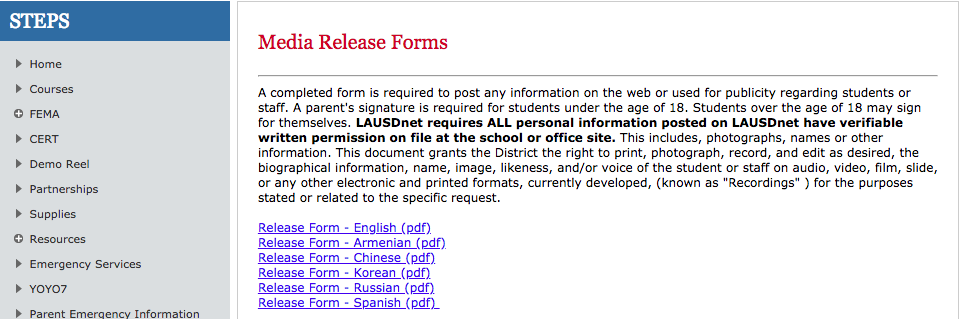 STEPS
Home
Courses
FEMA
CERT
Demo Reel
Partnerships
Supplies
Resources
Emergency Services
YOYO7
Parent Emergency Information
Media Release Forms
A completed form is required to post any information on the web or used for publicity regarding students or
staff. A parent's signature is required for students under the age of 18. Students over the age of 18 may sign
for themselves. LAUSDnet requires ALL personal information posted on LAUSDnet have verifiable
written permission on file at the school or office site. This includes, photographs, names or other
information. This document grants the District the right to print, photograph, record, and edit as desired, the
biographical information, name, image, likeness, and/or voice of the student or staff on audio, video, film, slide,
or any other electronic and printed formats, currently developed, (known as "Recordings" ) for the purposes
stated or related to the specific request.
Release Form - English (pdf)
Release Form - Armenian (pdf)
Release Form - Chinese (pdf)
Release Form - Korean (pdf)
Release Form - Russian (pdf)
Release Form - Spanish (pdf)